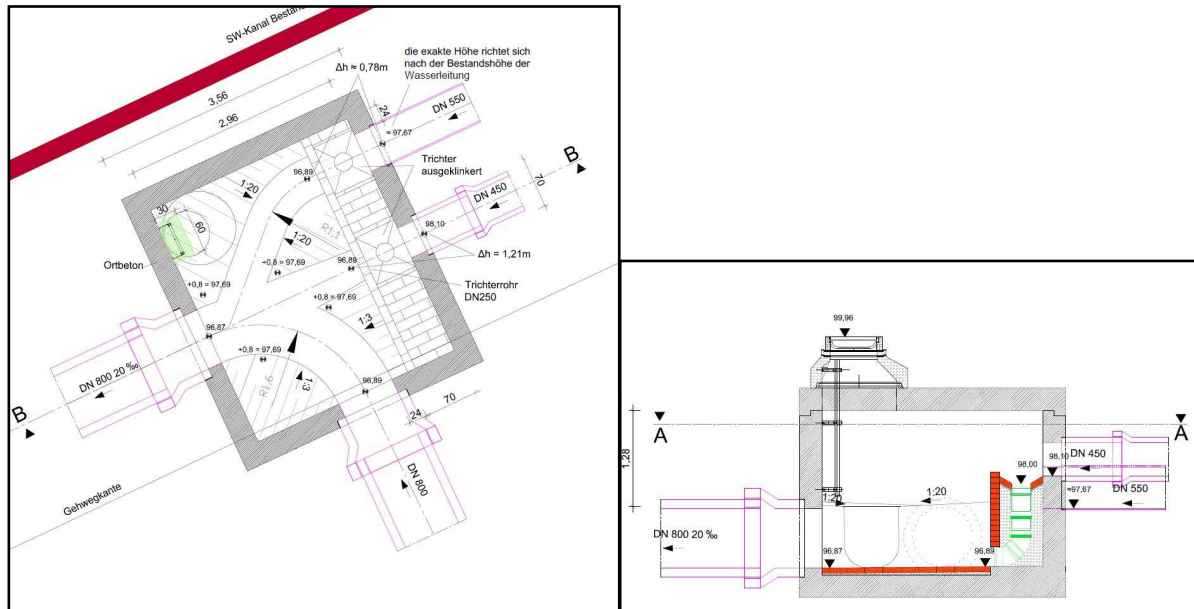 SW-Kanal Bestan
die exakte Höhe richtet sich
nach der Bestandshöhe der
Wasserleitung
Δh ≈ 0,78m
3,56
2,96
24
DN 550
≈ 97,67
Trichter
ausgeklinkert
B
70
DN 450
96,89
1:20
30
60
R1.1
1:20
98,10
Δh = 1,21m
Ortbeton
+0,8 = 97,69
96,89
+0,8 = 97,69
+0,8 = 97,69
Trichterrohr
DN250
96,87
1:3
+0,8 = 97,69
96,89
DN 800 20 ‰
R1.6
1:3
24
70
B
DN 800
Gehwegkante
99,96
A
A
1,28
DN 450
98,10
98,00
DN 550
≈97,67
1:20
1:20
DN 800 20 ‰
96,87
96,89